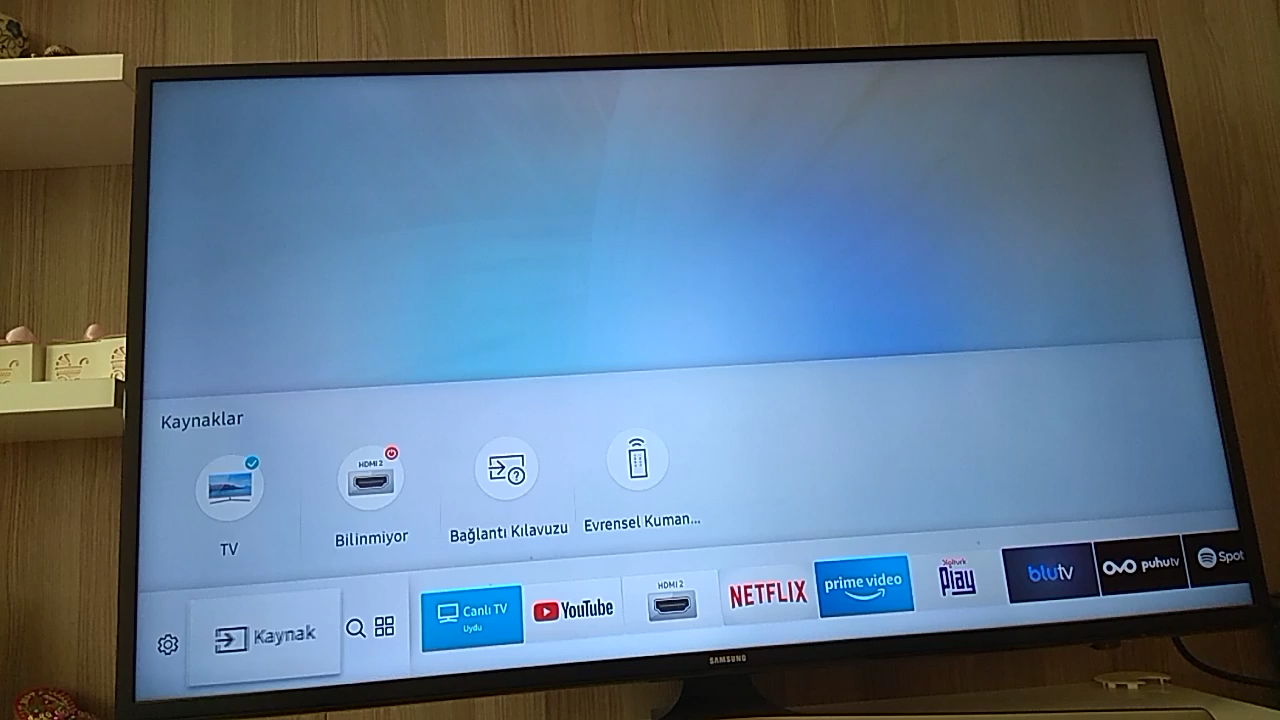 Kaynaklar
HDMI 2
TV
Bilinmiyor
Bağlantı Kılavuzu
Evrensel Kuman...
Kaynak
Canlı TV
Uydu
YouTube
HDMI 2
NETFLIX
prime video
Digiturk
Play
blutv
puhutv
Spot
SAMSUNG